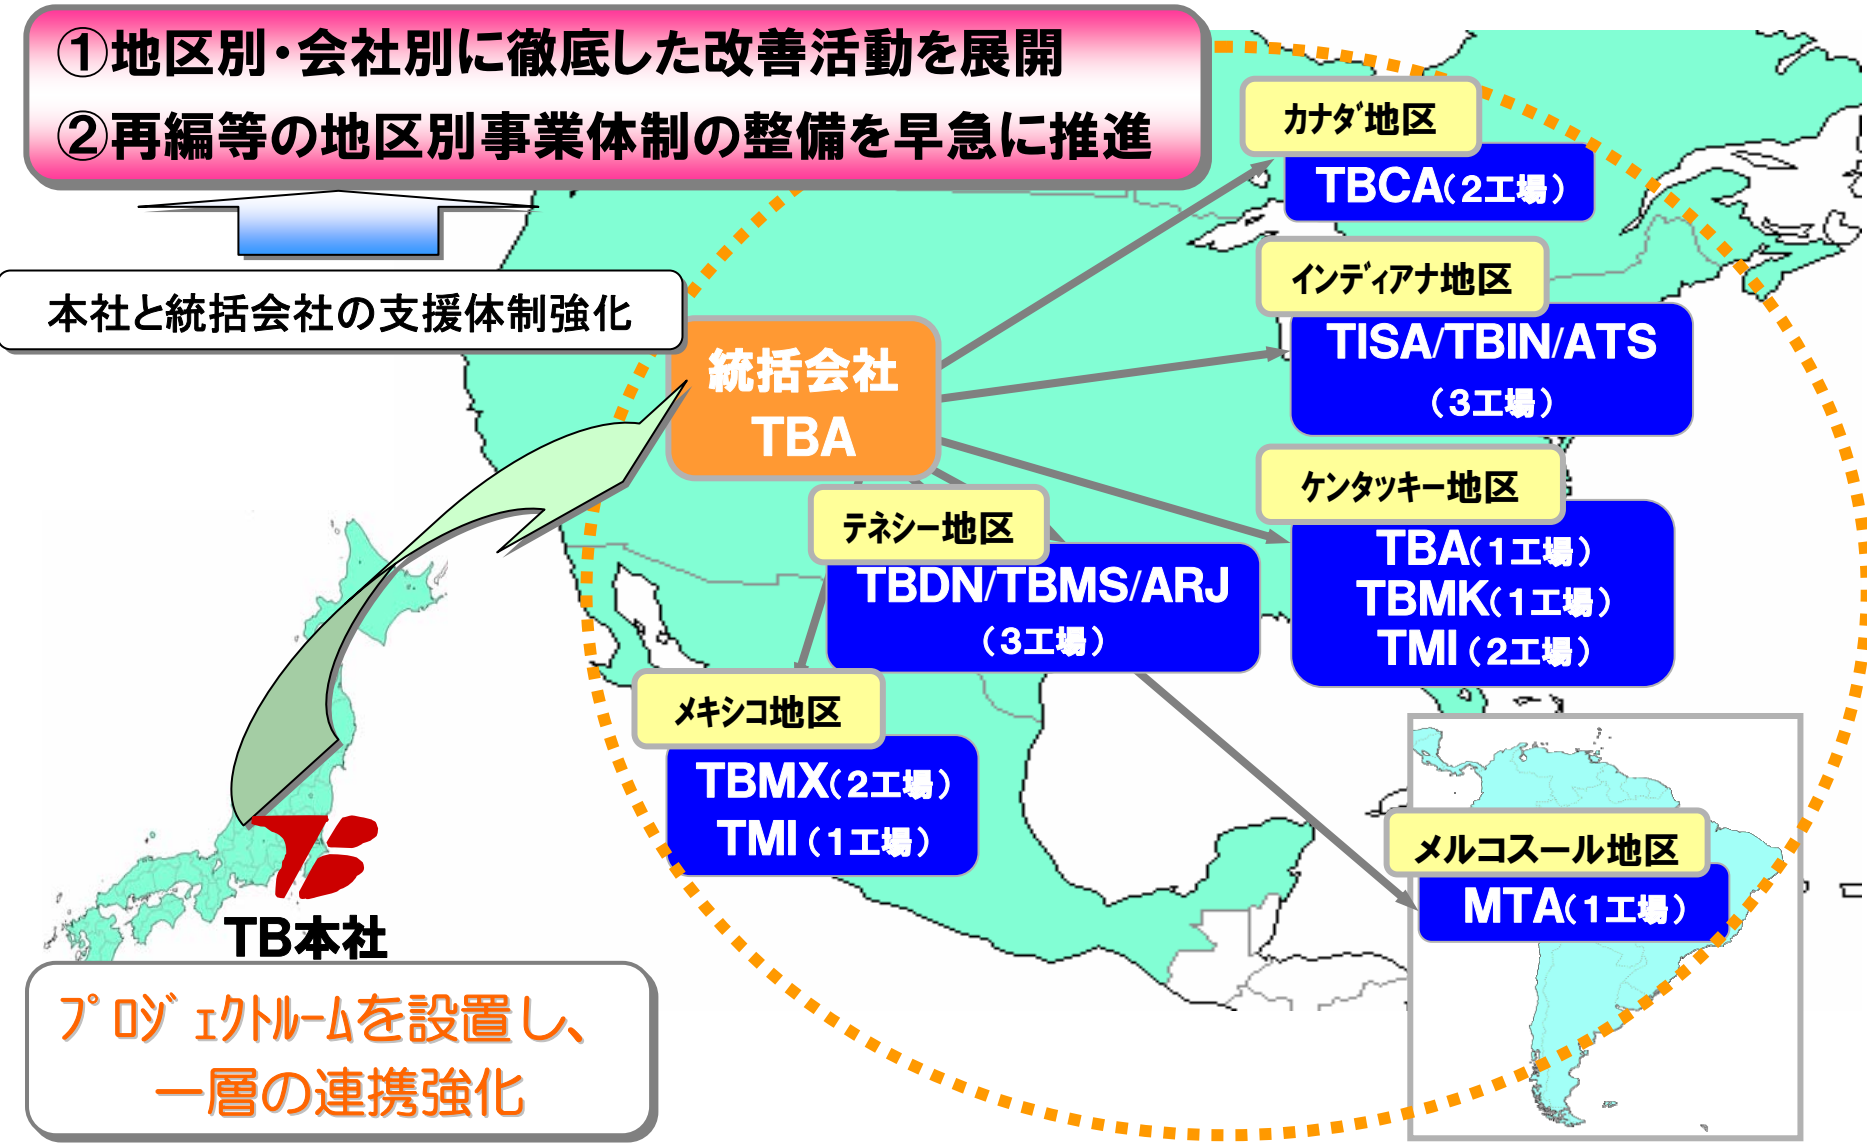 ①地区別・会社別に徹底した改善活動を展開
②再編等の地区別事業体制の整備を早急に推進
本社と統括会社の支援体制強化
統括会社
TBA
カナダ地区
TBCA(2工場)
インディアナ地区
TISA/TBIN/ATS
(3工場)
ケンタッキー地区
TBA(1工場)
TBMK(1工場)
TMI(2工場)
テネシー地区
TBDN/TBMS/ARJ
(3工場)
メキシコ地区
TBMX(2工場)
TMI(1工場)
メルコスール地区
MTA(1工場)
TB本社
プロジェクトルームを設置し、
一層の連携強化